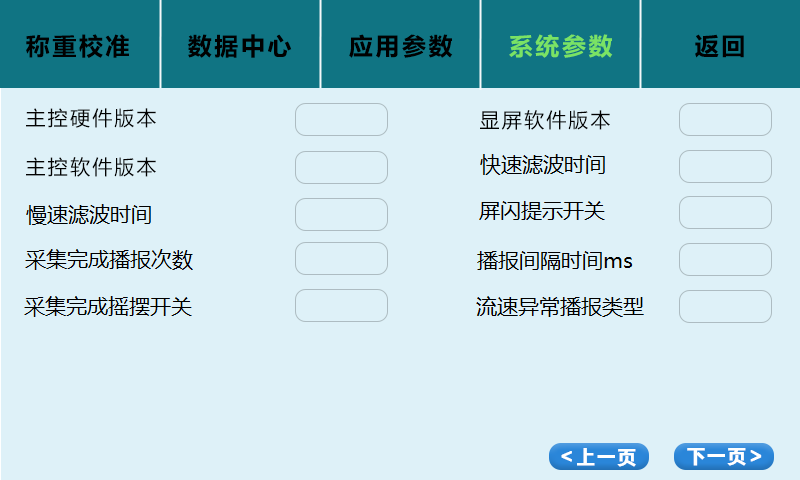 称重校准
数据中心
应用参数
系统参数
返回
主控硬件版本
显屏软件版本
主控软件版本
快速滤波时间
慢速滤波时间
屏闪提示开关
采集完成播报次数
播报间隔时间ms
采集完成摇摆开关
流速异常播报类型
<上一页
下一页>